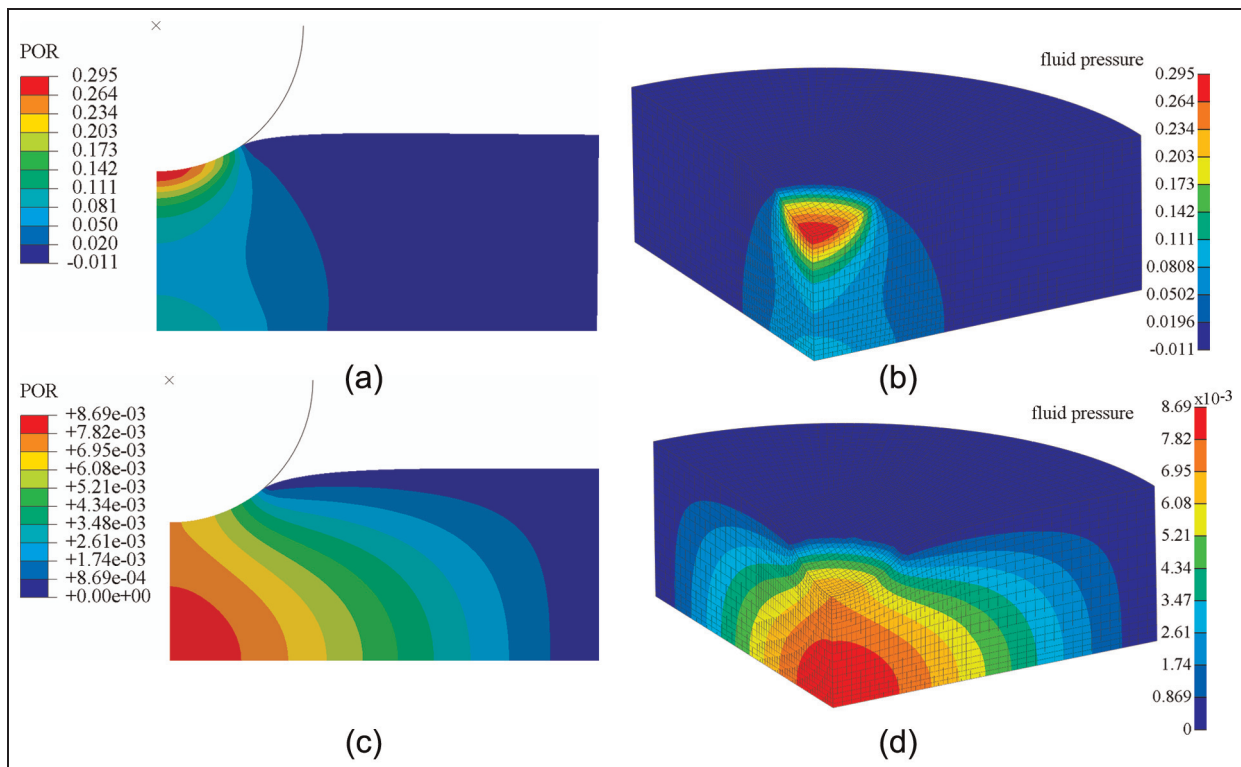 POR
0.295
0.264
0.234
0.203
0.173
0.142
0.111
0.081
0.050
0.020
-0.011
(a)
fluid pressure
0.295
0.264
0.234
0.203
0.173
0.142
0.111
0.0808
0.0502
0.0196
-0.011
(b)
POR
+8.69e-03
+7.82e-03
+6.95e-03
+6.08e-03
+5.21e-03
+4.34e-03
+3.48e-03
+2.61e-03
+1.74e-03
+8.69e-04
+0.00e+00
(c)
fluid pressure
x10-3
8.69
7.82
6.95
6.08
5.21
4.34
3.47
2.61
1.74
0.869
0
(d)